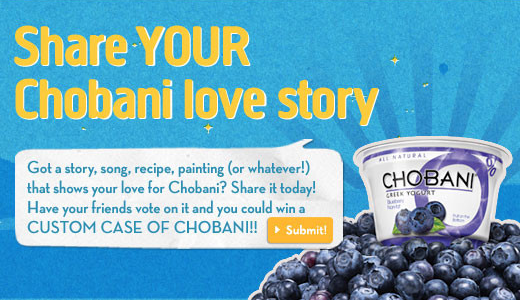 Share YOUR
Chobani love story
Got a story, song, recipe, painting (or whatever!)
that shows your love for Chobani? Share it today!
Have your friends vote on it and you could win a
CUSTOM CASE OF CHOBANI!!
Submit!
ALL NATURAL
0%
CHOBANI
GREEK YOGURT
Blueberry